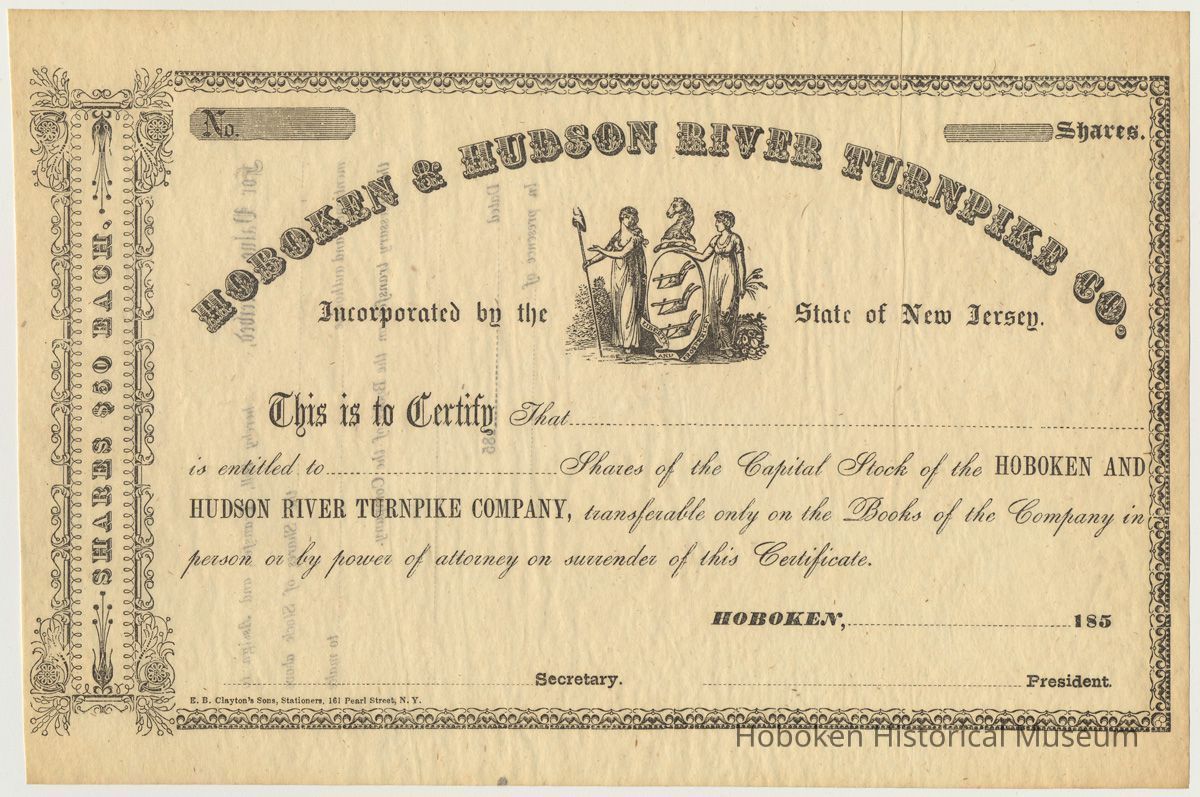 No.
Shares.
HOBOKEN & HUDSON RIVER TURNPIKE CO.
Incorporated by the State of New Jersey.
SHARES $50 EACH.
This is to Certify That
is entitled to Shares of the Capital Stock of the HOBOKEN AND
HUDSON RIVER TURNPIKE COMPANY, transferable only on the Books of the Company in
person or by power of attorney on surrender of this Certificate.
HOBOKEN, 185
Secretary. President.
E. B. Clayton's Sons, Stationers, 161 Pearl Street, N. Y.
Hoboken Historical Museum